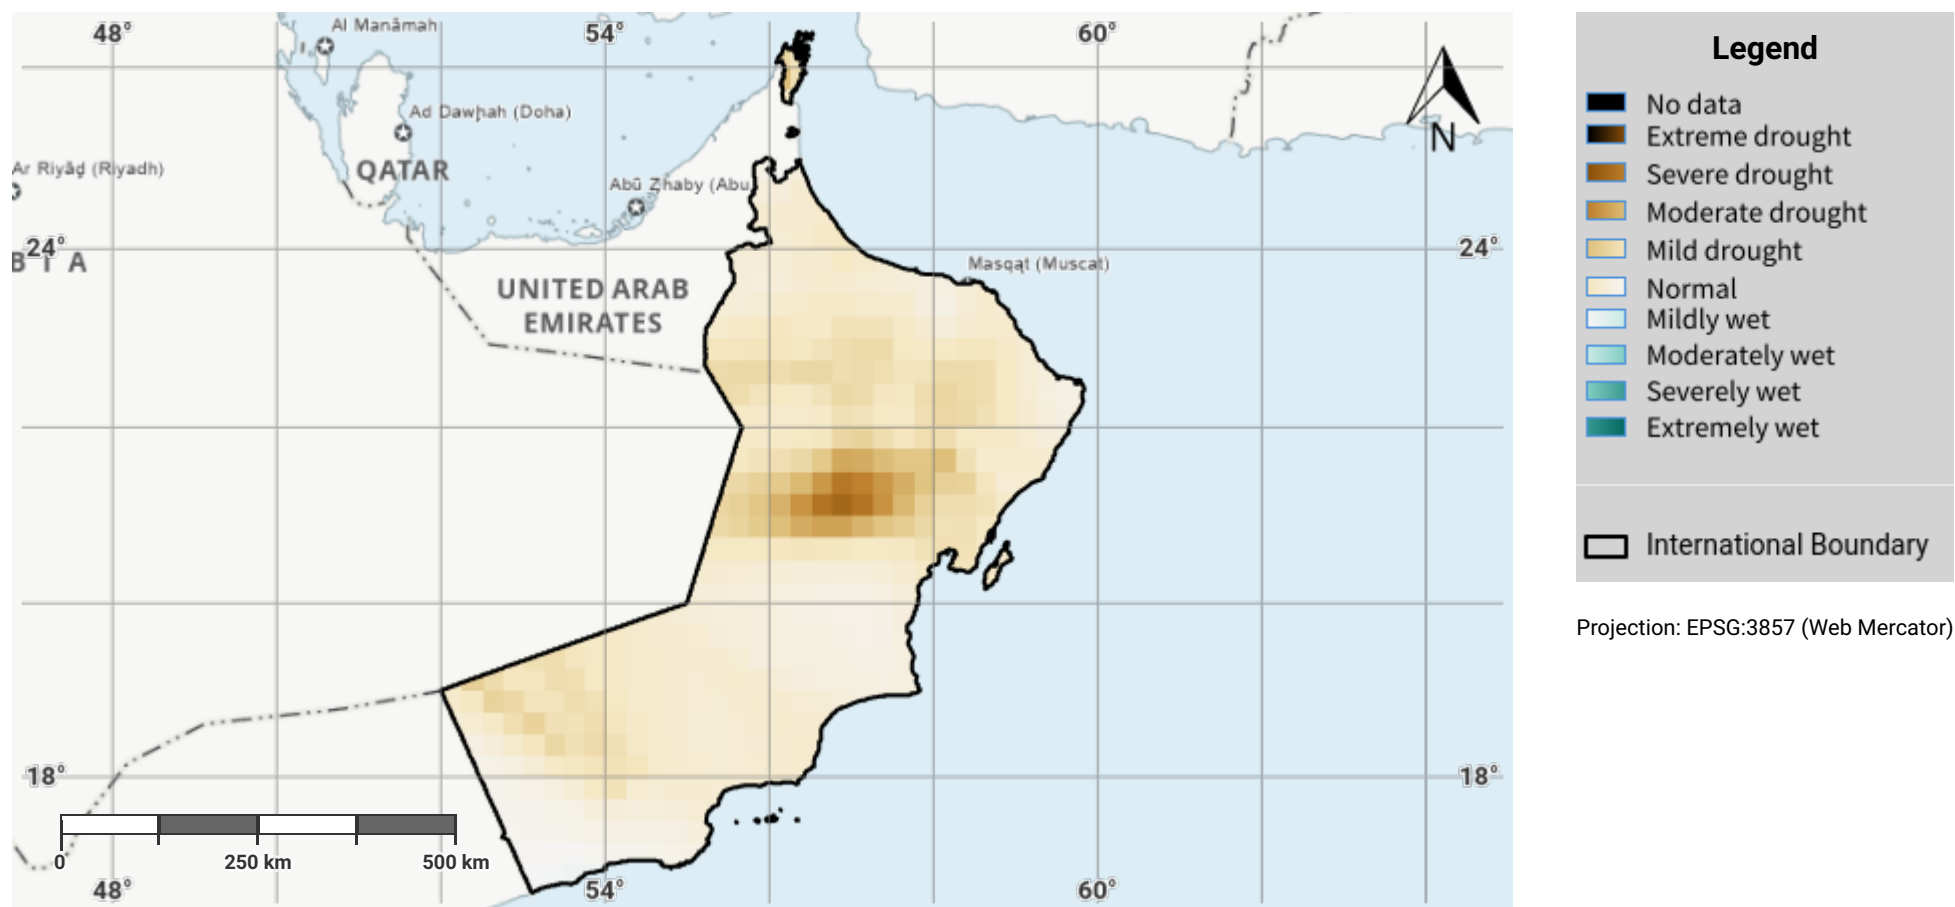 48°
54°
60°
Al Manāmah
Ad Dawḩah (Doha)
Ar Riyāḑ (Riyadh)
QATAR
Abū Z̧haby (Abu
24°
24°
B I A
Masqaţ (Muscat)
UNITED ARAB
EMIRATES
18°
18°
0
250 km
500 km
48°
54°
60°
N
Legend
No data
Extreme drought
Severe drought
Moderate drought
Mild drought
Normal
Mildly wet
Moderately wet
Severely wet
Extremely wet
International Boundary
Projection: EPSG:3857 (Web Mercator)